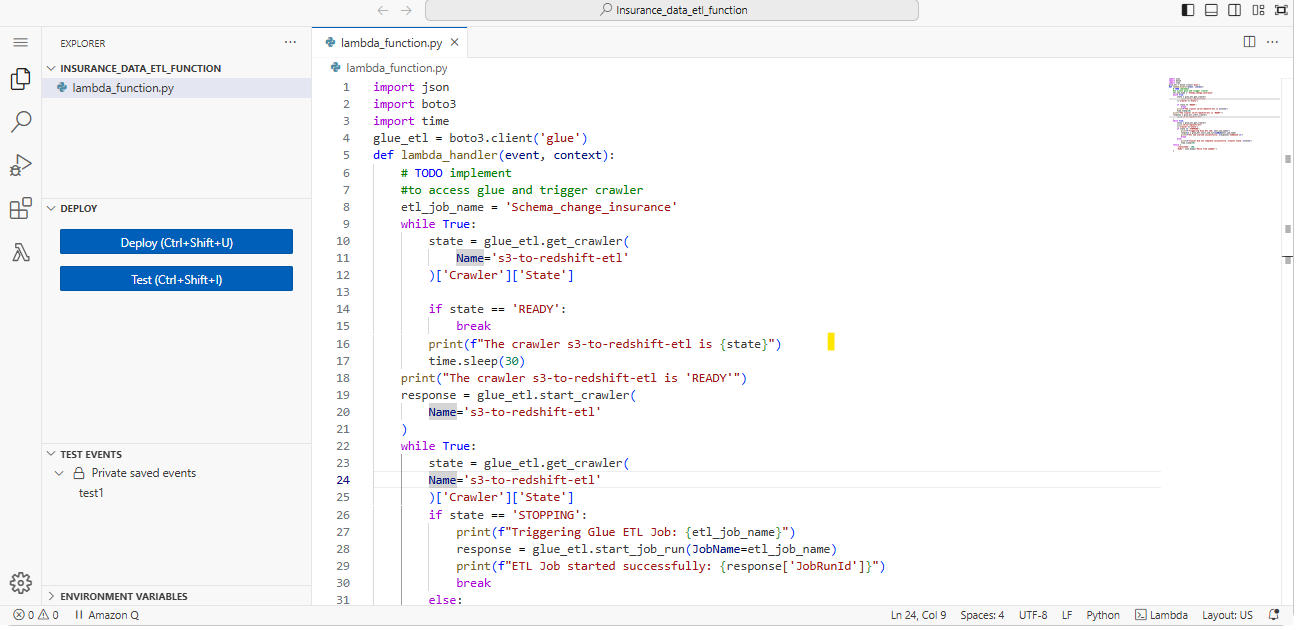 Insurance_data_etl_function
EXPLORER
INSURANCE_DATA_ETL_FUNCTION
lambda_function.py
DEPLOY
Deploy (Ctrl+Shift+U)
Test (Ctrl+Shift+I)
TEST EVENTS
Private saved events
test1
ENVIRONMENT VARIABLES
lambda_function.py
lambda_function.py
1 import json
2 import boto3
3 import time
4 glue_etl = boto3.client('glue')
5 def lambda_handler(event, context):
6 # TODO implement
7 #to access glue and trigger crawler
8 etl_job_name = 'Schema_change_insurance'
9 while True:
10 state = glue_etl.get_crawler(
11 Name='s3-to-redshift-etl'
12 )['Crawler']['State']
13
14 if state == 'READY':
15 break
16 print(f"The crawler s3-to-redshift-etl is {state}")
17 time.sleep(30)
18 print("The crawler s3-to-redshift-etl is 'READY'")
19 response = glue_etl.start_crawler(
20 Name='s3-to-redshift-etl'
21 )
22 while True:
23 state = glue_etl.get_crawler(
24 Name='s3-to-redshift-etl'
25 )['Crawler']['State']
26 if state == 'STOPPING':
27 print(f"Triggering Glue ETL Job: {etl_job_name}")
28 response = glue_etl.start_job_run(JobName=etl_job_name)
29 print(f"ETL Job started successfully: {response['JobRunId']}")
30 break
31 else:
0 0 Amazon Q Ln 24, Col 9 Spaces: 4 UTF-8 LF Python Lambda Layout: US